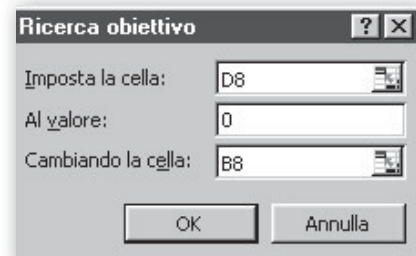 Ricerca obiettivo
Imposta la cella: D8
Al valore: 0
Cambiando la cella: B8
OK Annulla